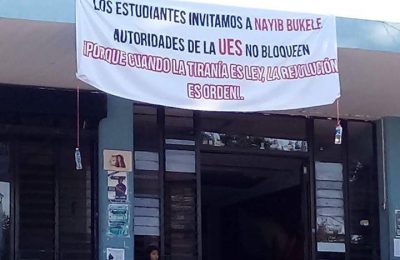 LOS ESTUDIANTES INVITAMOS A NAYIB BUKELE
AUTORIDADES DE LA UES NO BLOQUEEN
¡PORQUE CUANDO LA TIRANÍA ES LEY, LA REVOLUCIÓN
ES ORDEN!.